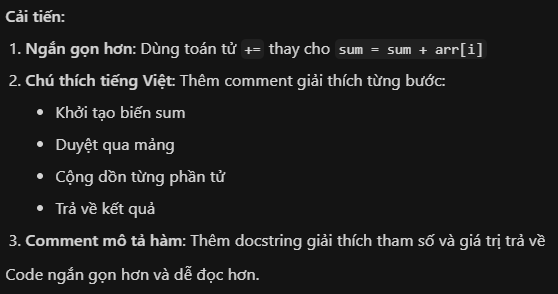 Cải tiến:
1. Ngắn gọn hơn: Dùng toán tử += thay cho sum = sum + arr[i]
2. Chú thích tiếng Việt: Thêm comment giải thích từng bước:
• Khởi tạo biến sum
• Duyệt qua mảng
• Cộng dồn từng phần tử
• Trả về kết quả
3. Comment mô tả hàm: Thêm docstring giải thích tham số và giá trị trả về
Code ngắn gọn hơn và dễ đọc hơn.